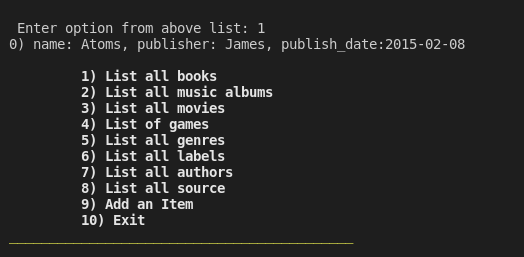 Enter option from above list: 1
0) name: Atoms, publisher: James, publish_date:2015-02-08
1) List all books
2) List all music albums
3) List all movies
4) List of games
5) List all genres
6) List all labels
7) List all authors
8) List all source
9) Add an Item
10) Exit
___________________________________________